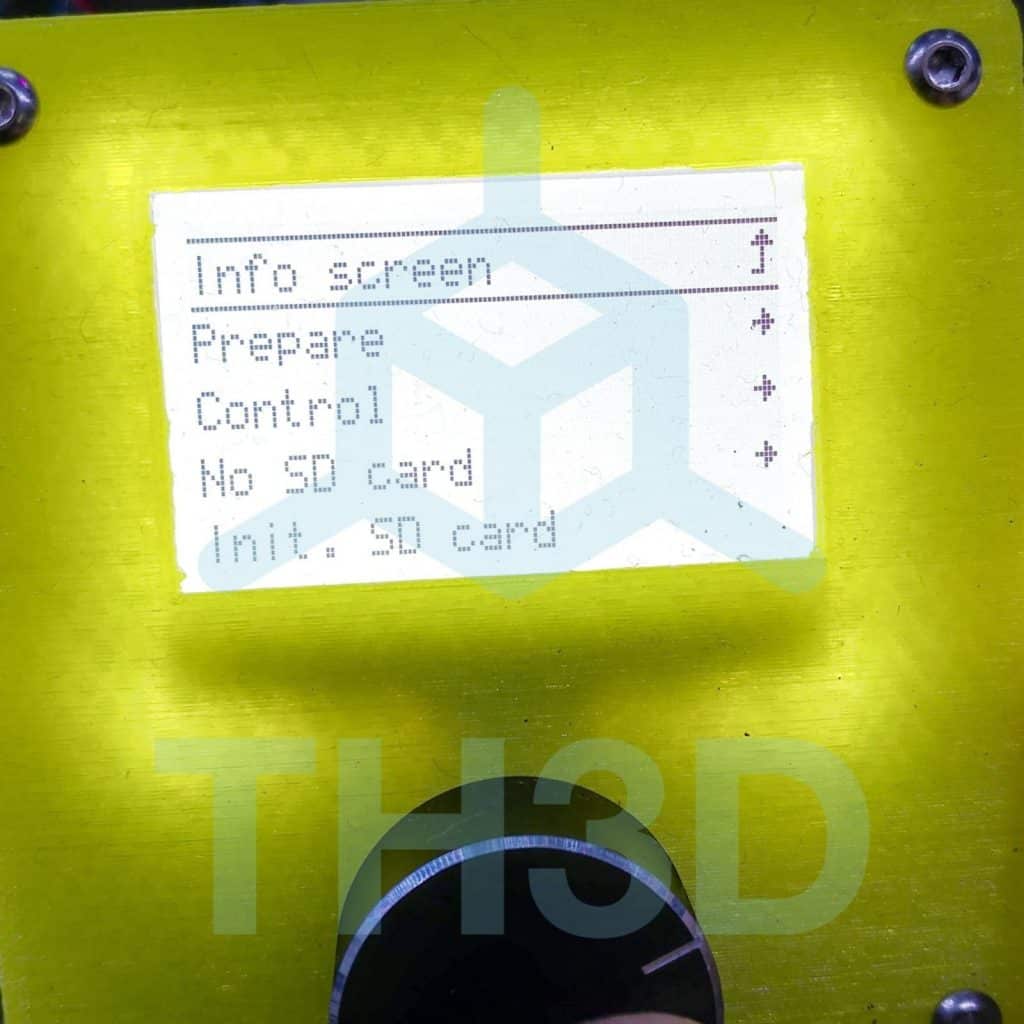 Info screen
Prepare
Control
No SD card
Init. SD card
TH3D